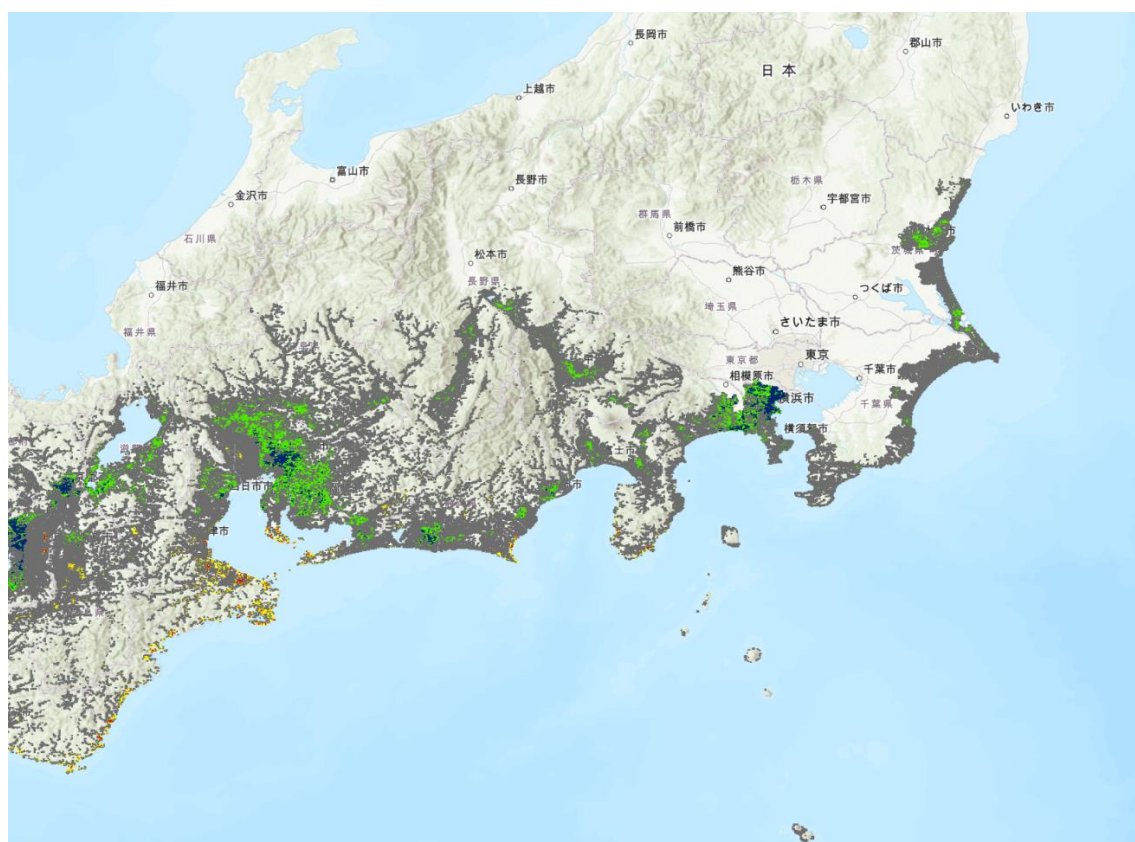 長岡市
郡山市
日 本
上越市
いわき市
富山市
長野市
栃木県
金沢市
宇都宮市
群馬県
前橋市
石川県
松本市
長野県
熊谷市
つくば市
福井市
埼玉県
福井県
さいたま市
東京都
東京
相模原市
千葉市
横浜市
千葉県
横須賀市
津市